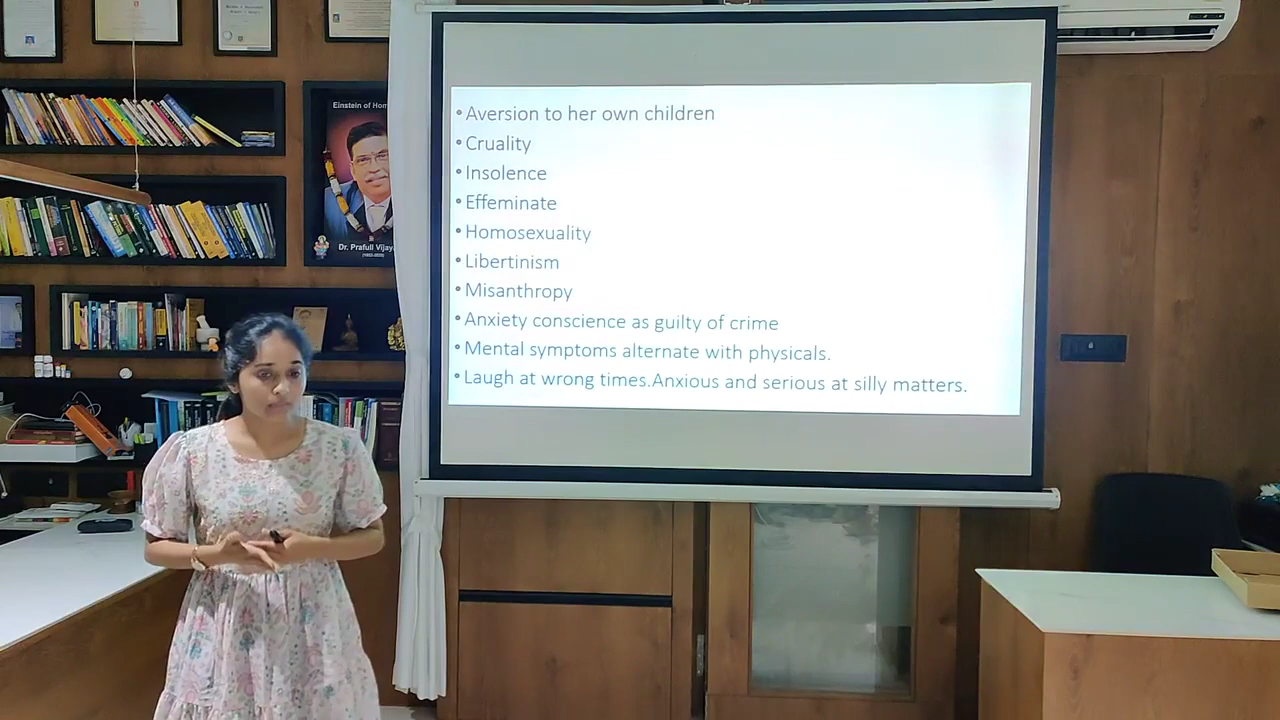 Einstein of Hom
Dr. Prafull Vijay
• Aversion to her own children
• Cruality
• Insolence
• Effeminate
• Homosexuality
• Libertinism
• Misanthropy
• Anxiety conscience as guilty of crime
• Mental symptoms alternate with physicals.
• Laugh at wrong times.Anxious and serious at silly matters.